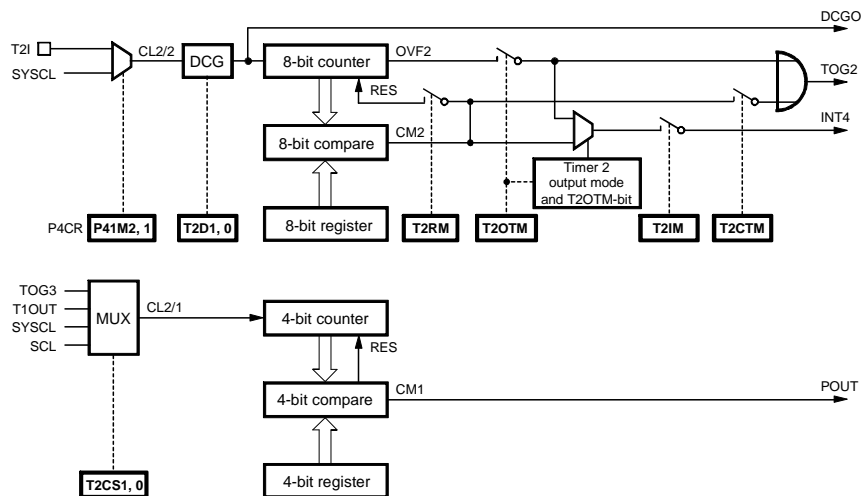 DCGO
T2I
CL2/2
DCG
8-bit counter
OVF2
TOG2
SYSCL
RES
8-bit compare
CM2
INT4
Timer 2
output mode
and T2OTM-bit
P4CR
P41M2, 1
T2D1, 0
8-bit register
T2RM
T2OTM
T2IM
T2CTM
TOG3
T1OUT
SYSCL
SCL
MUX
CL2/1
4-bit counter
RES
4-bit compare
CM1
POUT
T2CS1, 0
4-bit register